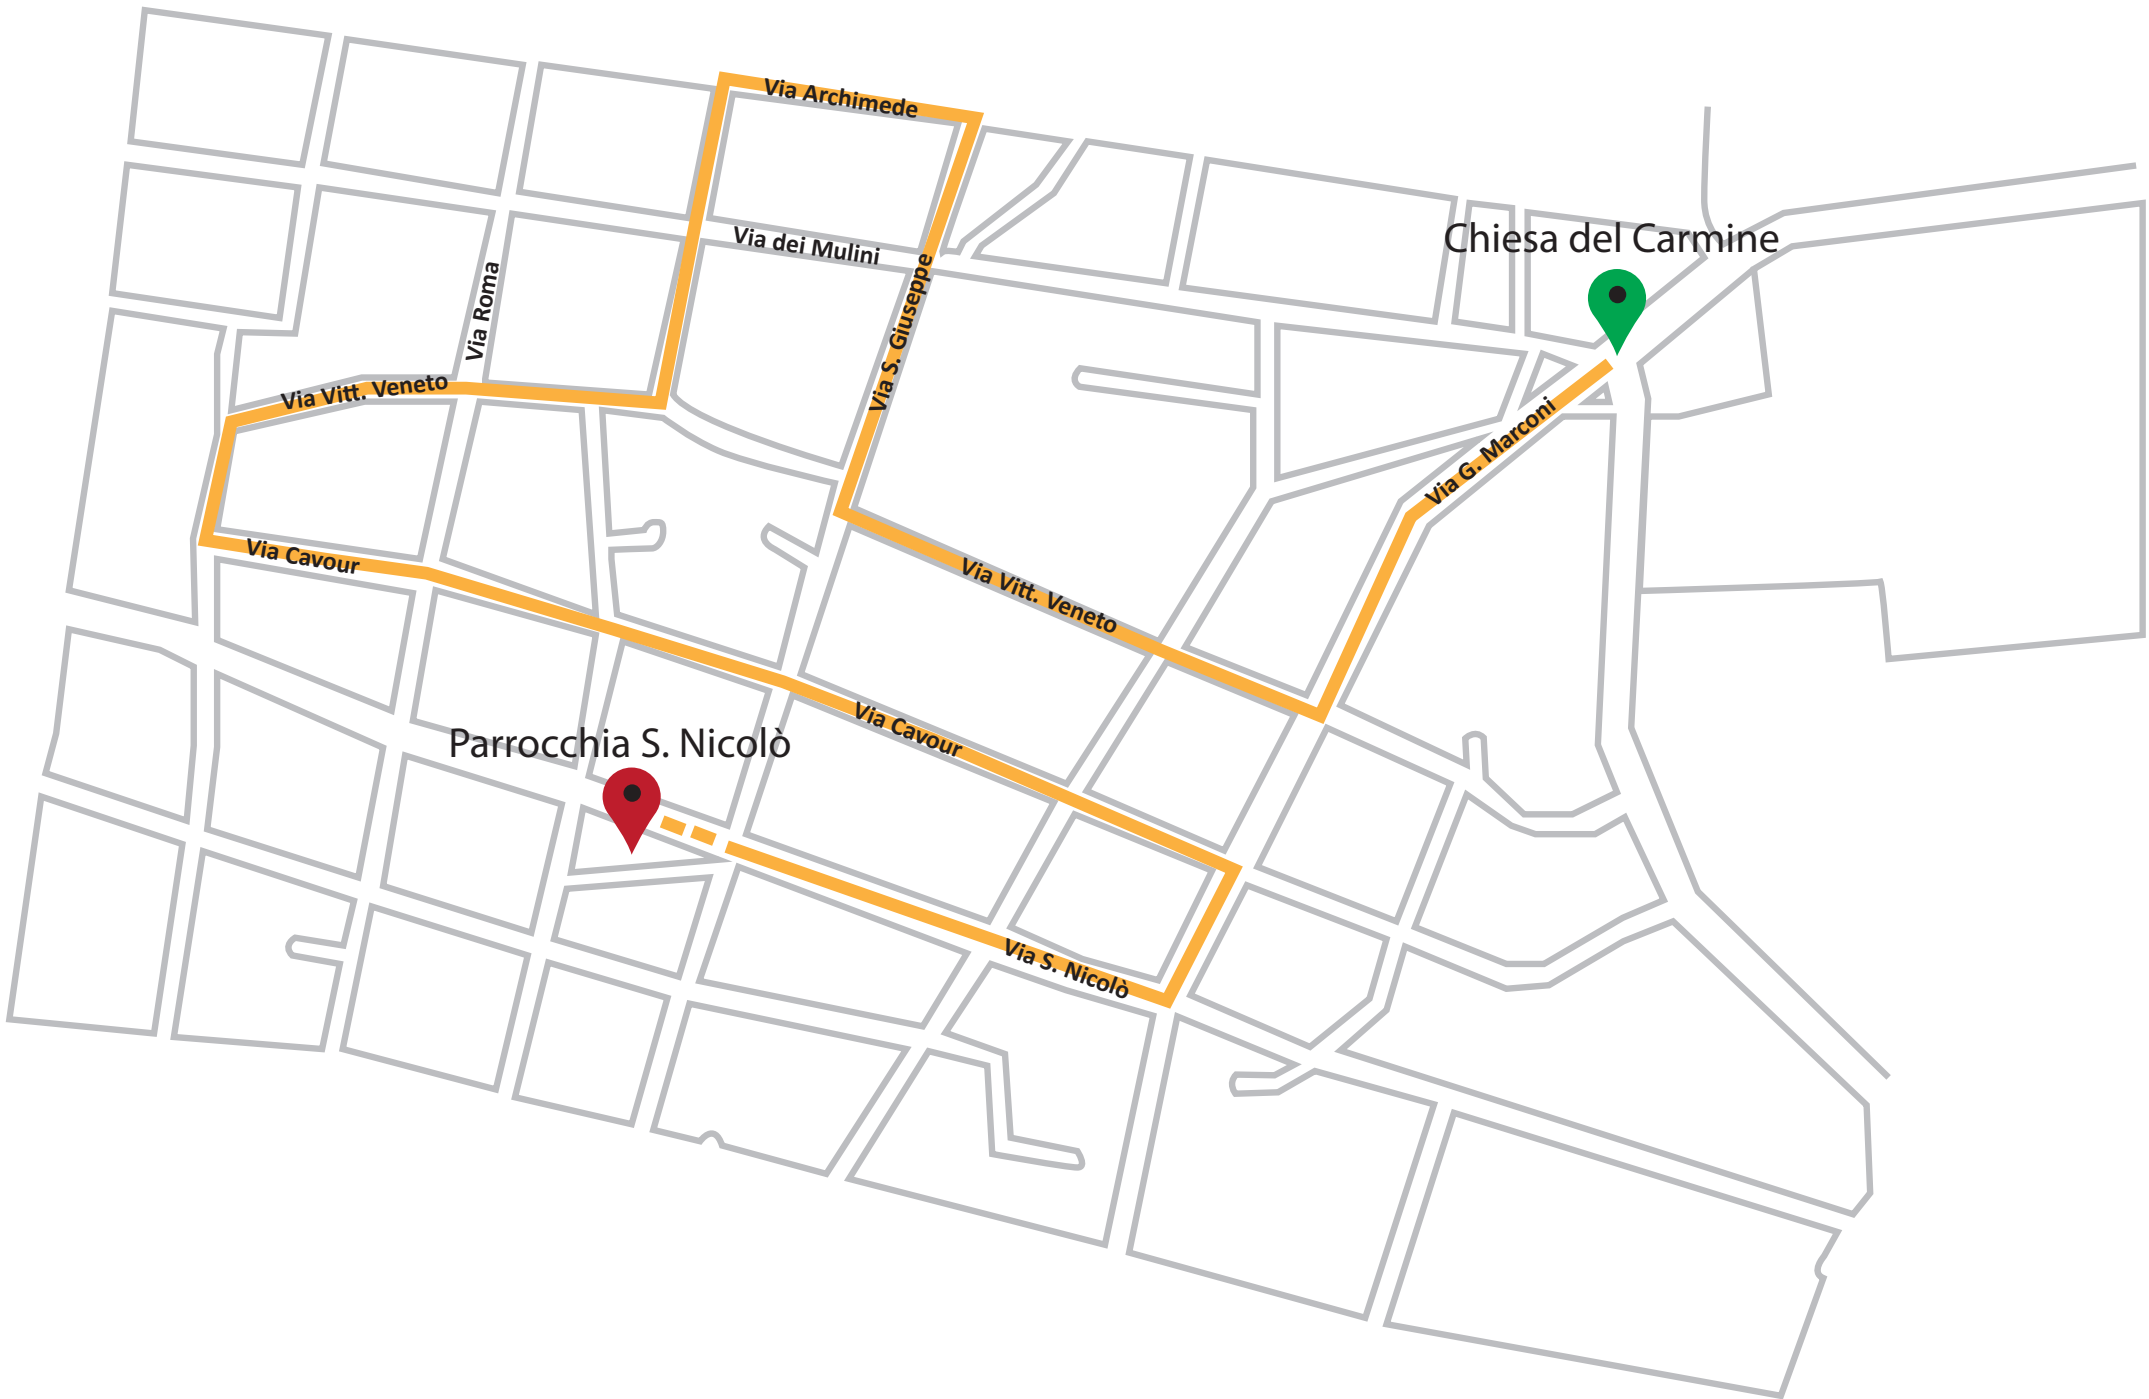 Via Archimede
Via dei Mulini
Chiesa del Carmine
Via Roma
Via S. Giuseppe
Via Vitt. Veneto
Via G. Marconi
Via Cavour
Via Vitt. Veneto
Via Cavour
Parrocchia S. Nicolò
Via S. Nicolò